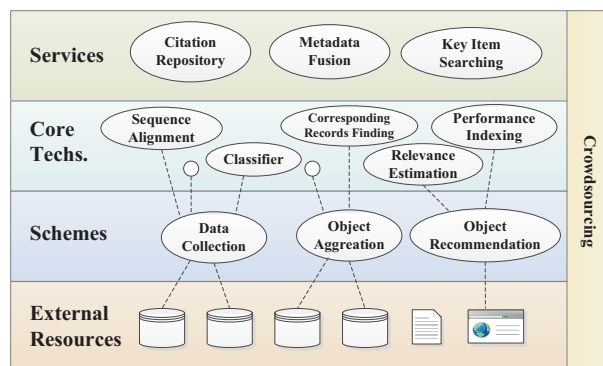 Services
Citation
Repository
Metadata
Fusion
Key Item
Searching
Core
Techs.
Sequence
Alignment
Classifier
Corresponding
Records Finding
Relevance
Estimation
Performance
Indexing
Schemes
Data
Collection
Object
Aggreation
Object
Recommendation
External
Resources
Crowdsourcing